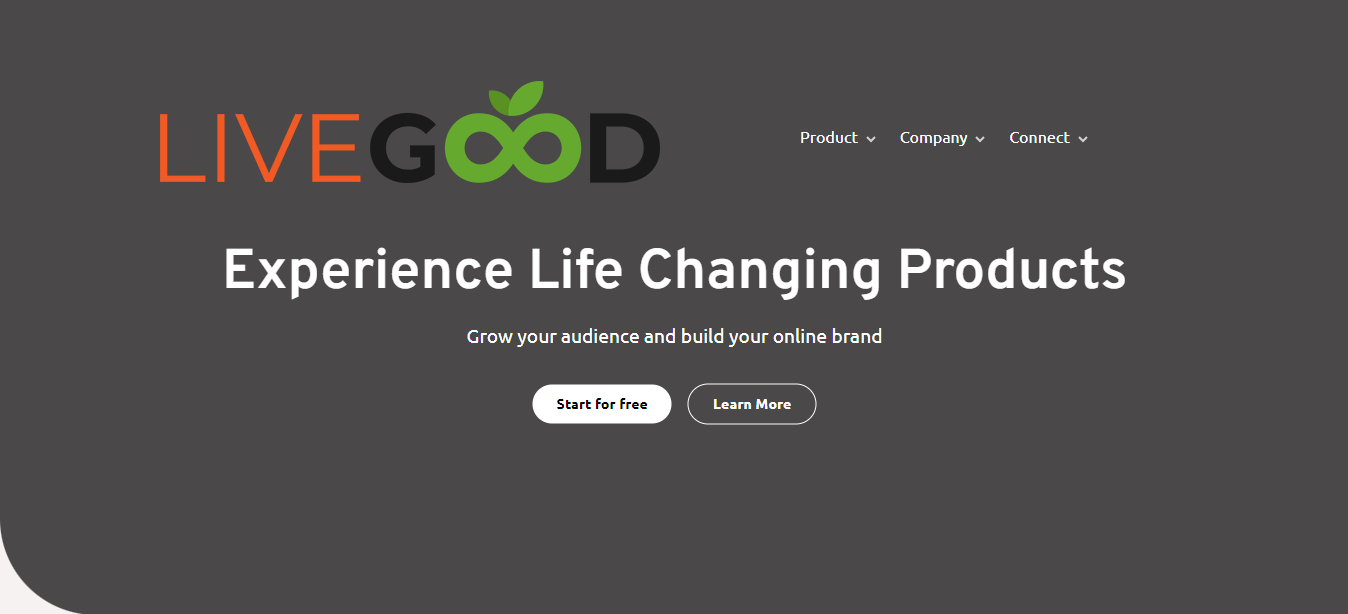 LIVEGOOD
Product Company Connect
Experience Life Changing Products
Grow your audience and build your online brand
Start for free Learn More